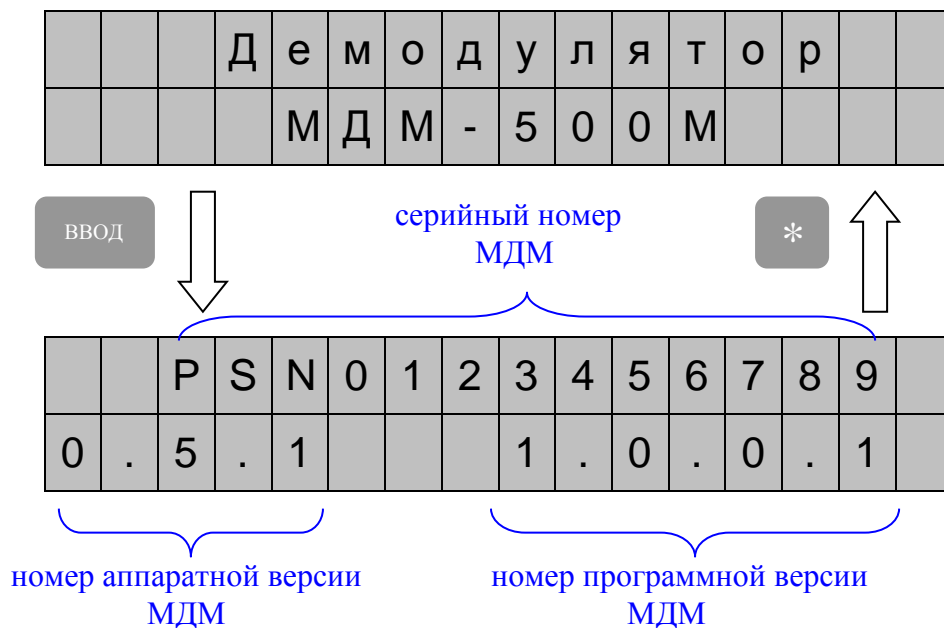 Демодулятор
МДМ-500М
ВВОД
серийный номер
МДМ
*
PSN0123456789
0.5.1 1.0.0.1
номер аппаратной версии
МДМ
номер программной версии
МДМ